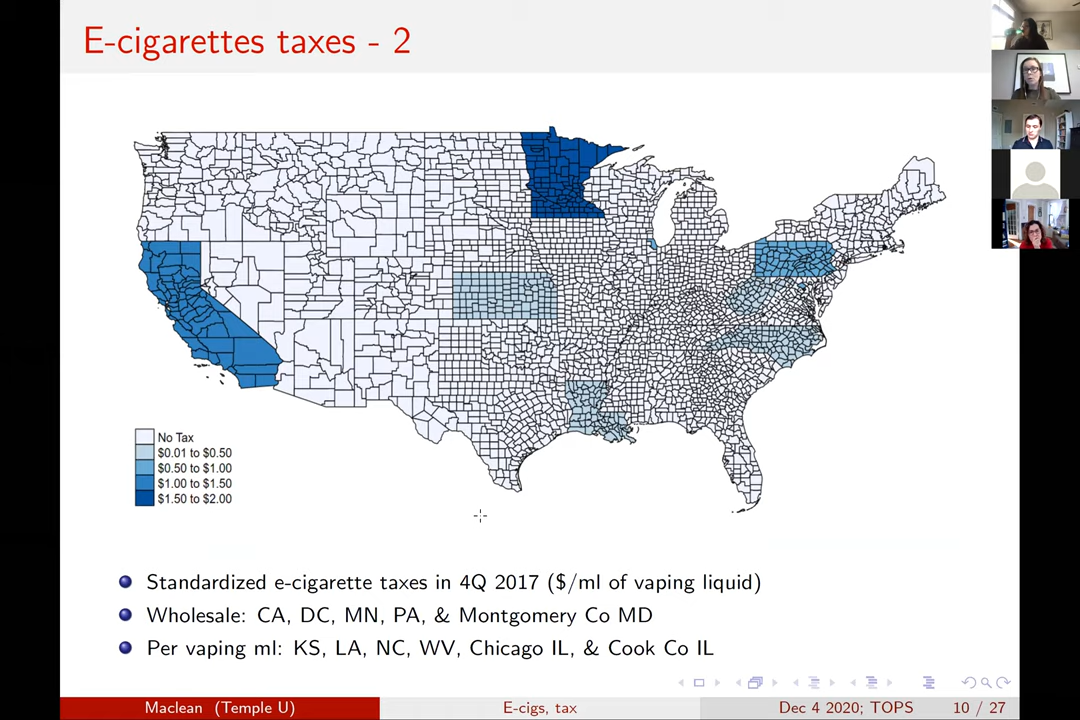 E-cigarettes taxes - 2
No Tax
$0.01 to $0.50
$0.50 to $1.00
$1.00 to $1.50
$1.50 to $2.00
Standardized e-cigarette taxes in 4Q 2017 ($/ml of vaping liquid)
Wholesale: CA, DC, MN, PA, & Montgomery Co MD
Per vaping ml: KS, LA, NC, WV, Chicago IL, & Cook Co IL
Maclean (Temple U) E-cigs, tax Dec 4 2020; TOPS 10 / 27